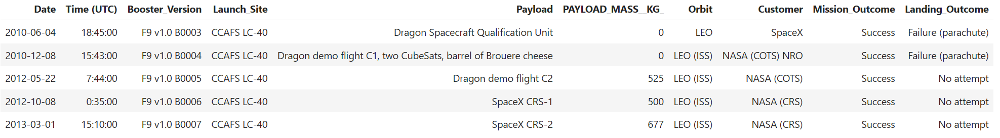 Date Time (UTC) Booster_Version Launch_Site Payload PAYLOAD_MASS__KG_ Orbit Customer Mission_Outcome Landing_Outcome
2010-06-04 18:45:00 F9 v1.0 B0003 CCAFS LC-40 Dragon Spacecraft Qualification Unit 0 LEO SpaceX Success Failure (parachute)
2010-12-08 15:43:00 F9 v1.0 B0004 CCAFS LC-40 Dragon demo flight C1, two CubeSats, barrel of Brouere cheese 0 LEO (ISS) NASA (COTS) NRO Success Failure (parachute)
2012-05-22 7:44:00 F9 v1.0 B0005 CCAFS LC-40 Dragon demo flight C2 525 LEO (ISS) NASA (COTS) Success No attempt
2012-10-08 0:35:00 F9 v1.0 B0006 CCAFS LC-40 SpaceX CRS-1 500 LEO (ISS) NASA (CRS) Success No attempt
2013-03-01 15:10:00 F9 v1.0 B0007 CCAFS LC-40 SpaceX CRS-2 677 LEO (ISS) NASA (CRS) Success No attempt